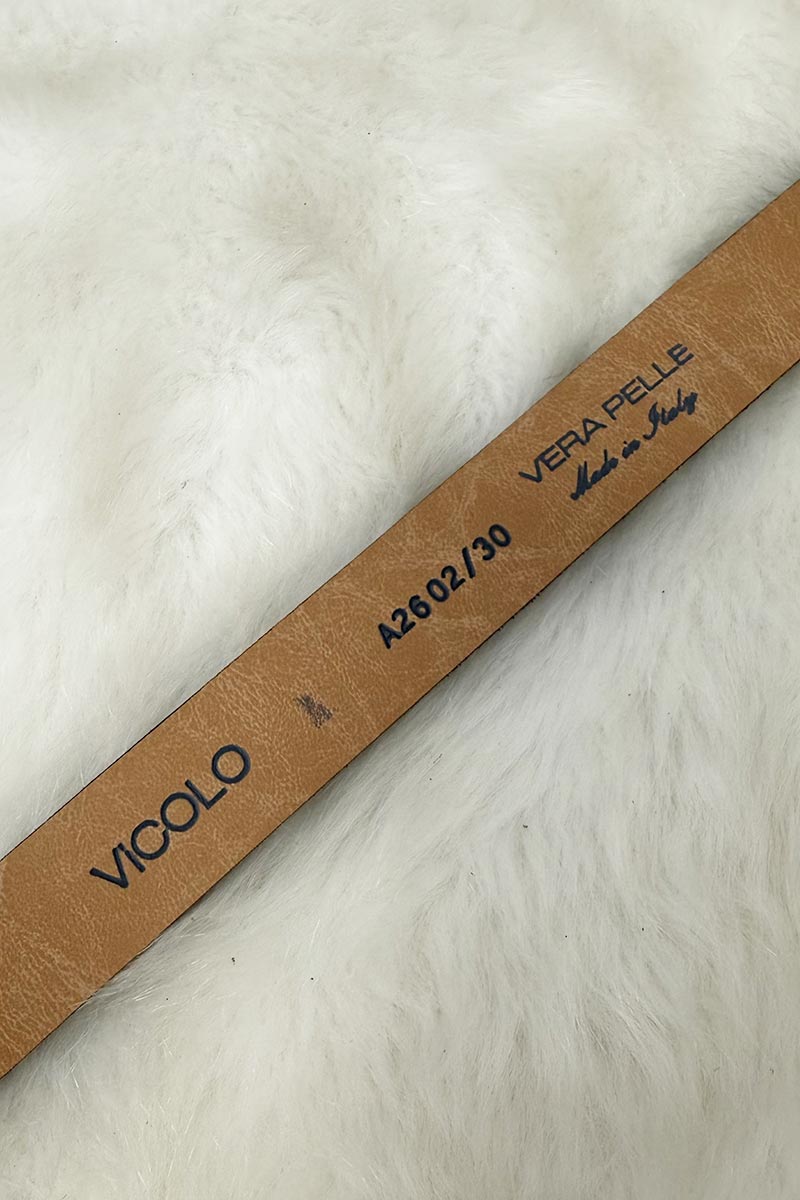 VICOLO
A2602/30
VERA PELLE
Made in Italy